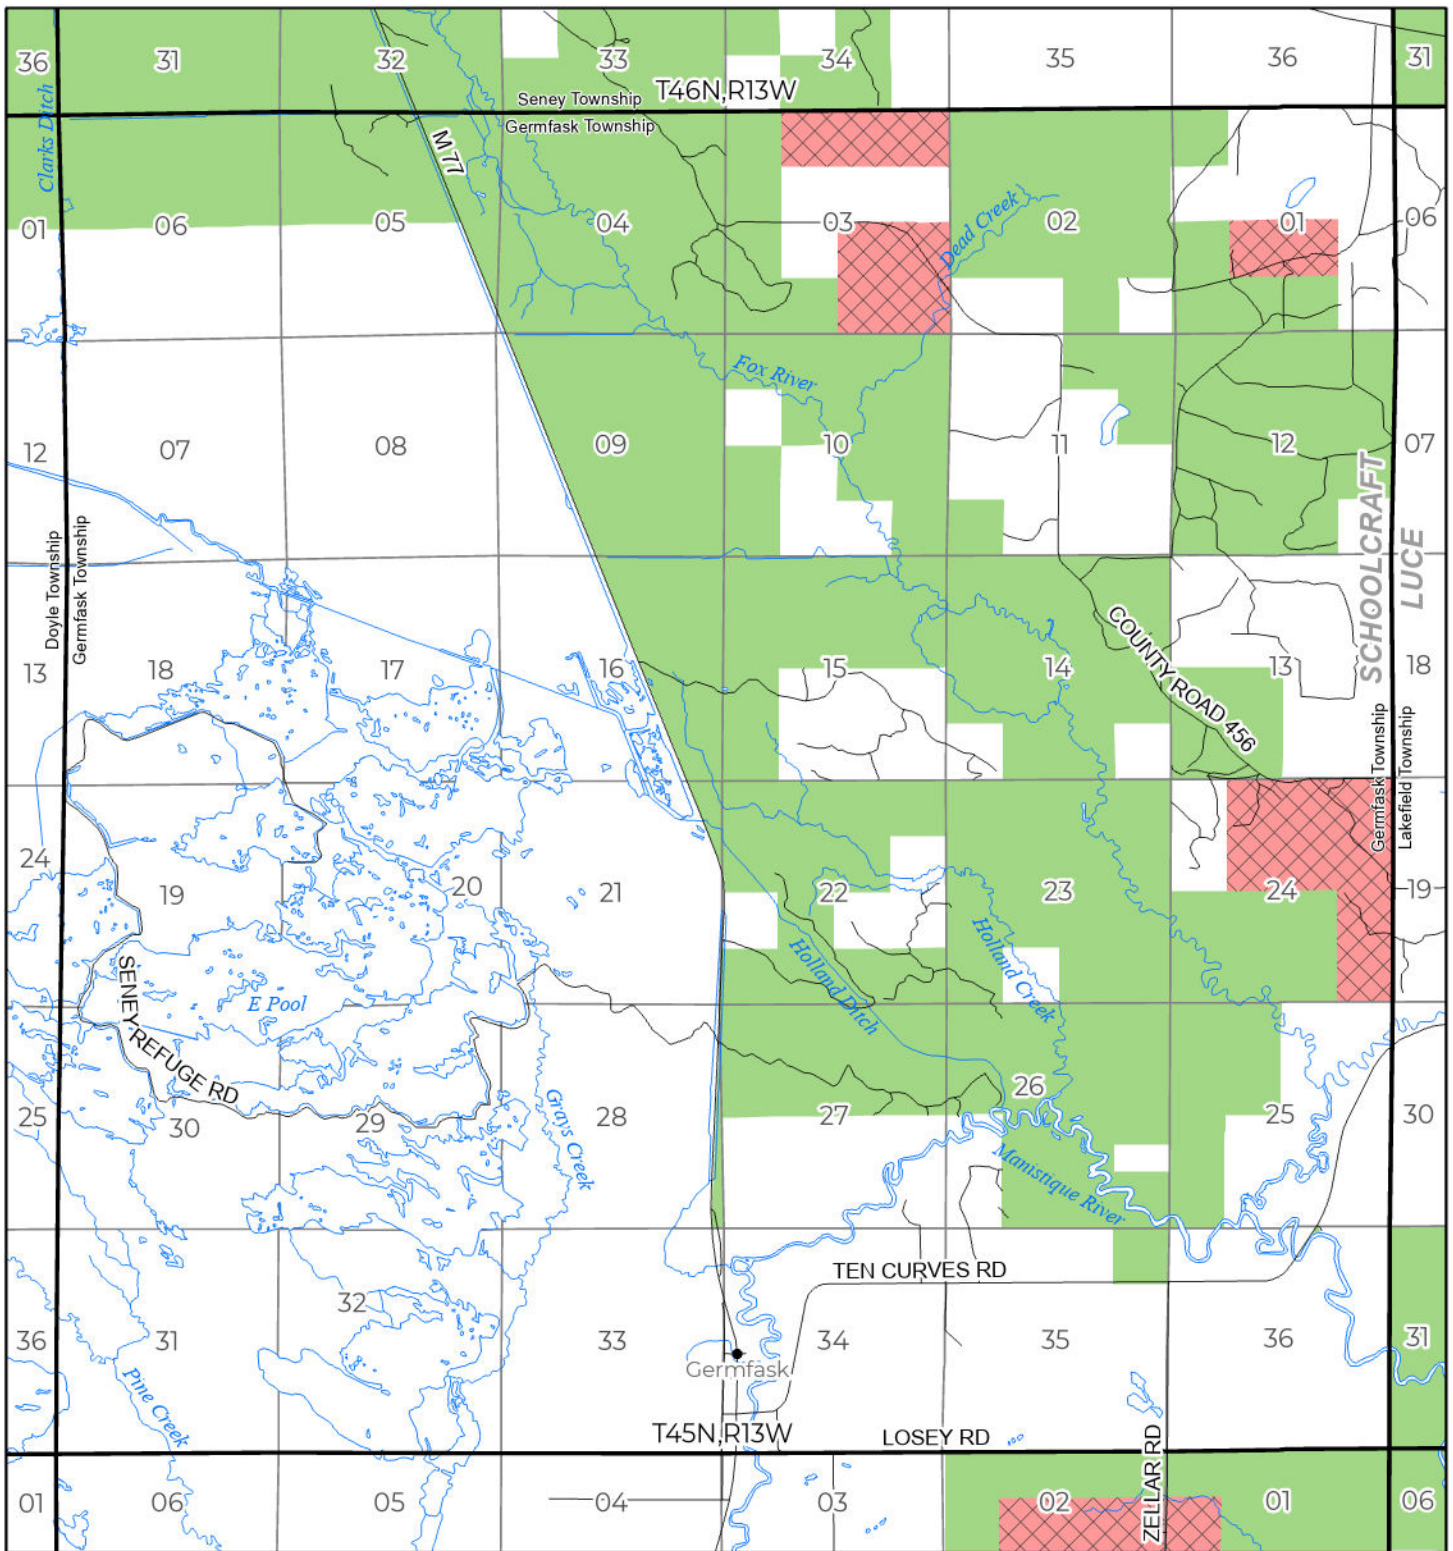 36
31
32
33
34
35
36
31
T46N,R13W
Seney Township
Germfask Township
Clarks Ditch
M 77
01
06
05
04
03
02
01
06
Dead Creek
Fox River
12
07
08
09
10
11
12
07
SCHOOLCRAFT
LUCE
Doyle Township
Germfask Township
13
18
17
16
15
14
13
18
COUNTY ROAD 456
Germfask Township
Lakefield Township
24
19
20
21
22
23
24
19
Holland Ditch
Holland Creek
SENEY REFUGE RD
E Pool
25
30
29
28
27
26
25
30
Grays Creek
Manistique River
TEN CURVES RD
36
31
32
33
34
35
36
31
Germfask
Pine Creek
T45N,R13W
LOSEY RD
ZELLAR RD
01
06
05
04
03
02
01
06